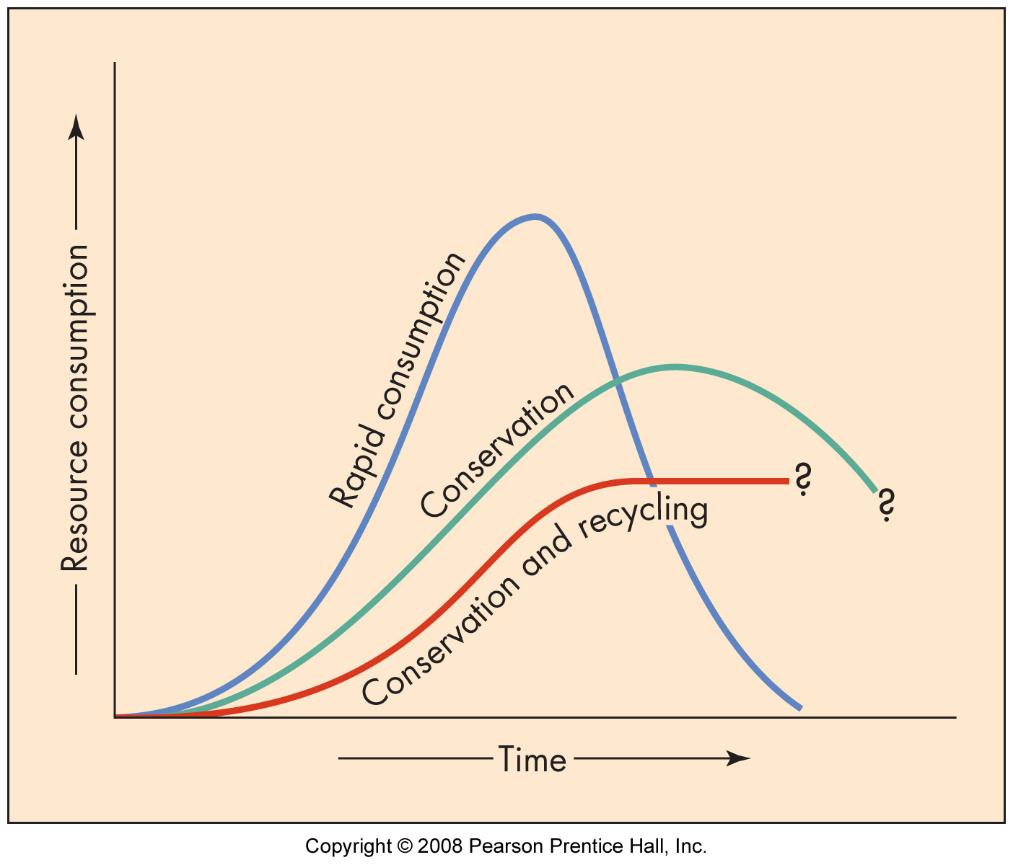 Resource consumption
Rapid consumption
Conservation
Conservation and recycling
?
?
Time
Copyright © 2008 Pearson Prentice Hall, Inc.